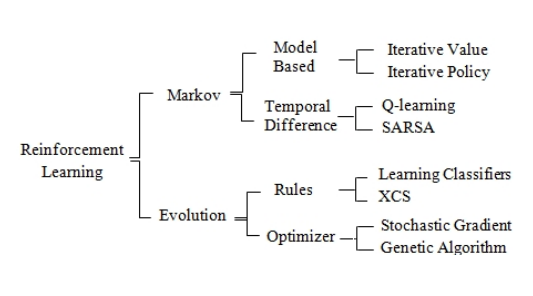 Reinforcement
Learning
Markov
Model
Based
Iterative Value
Iterative Policy
Temporal
Difference
Q-learning
SARSA
Evolution
Rules
Learning Classifiers
XCS
Optimizer
Stochastic Gradient
Genetic Algorithm